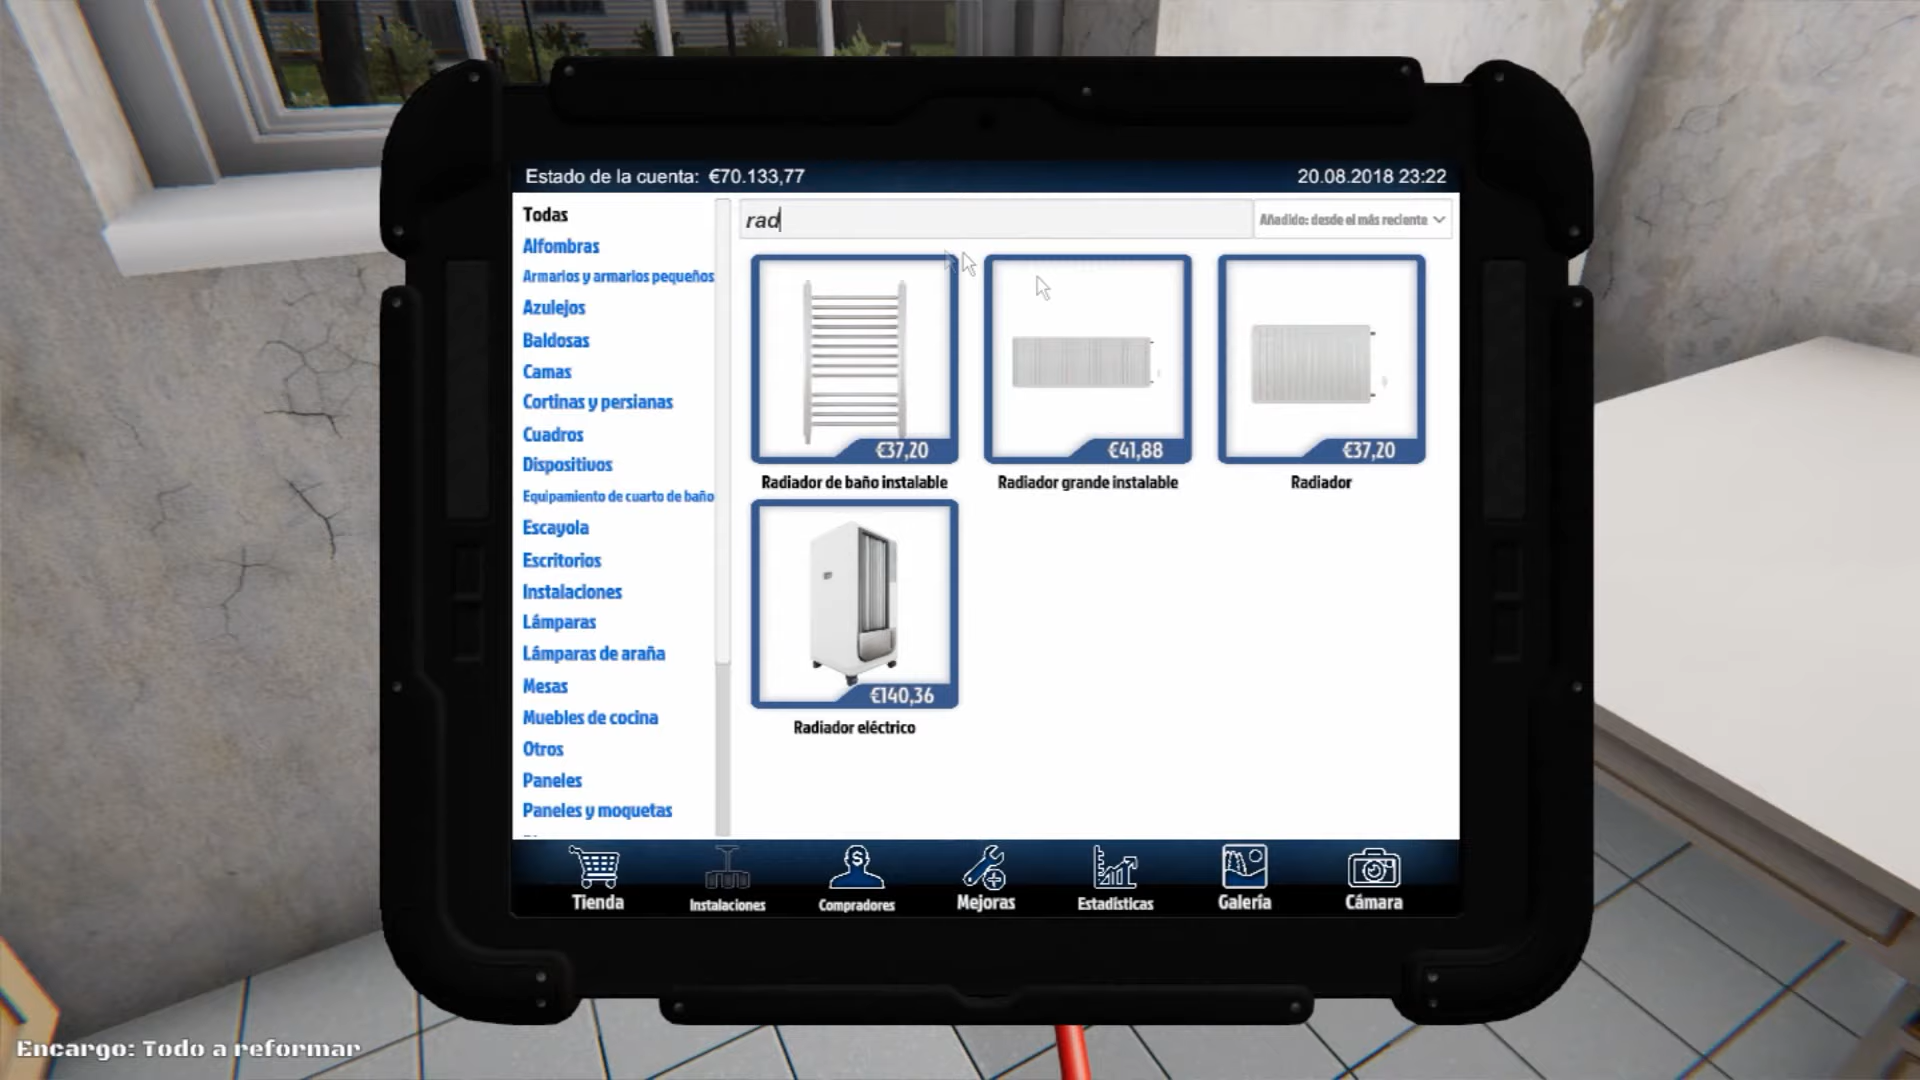 Estado de la cuenta: €70.133,77
20.08.2018 23:22
Todas
Alfombras
Armarios y armarios pequeños
Azulejos
Baldosas
Camas
Cortinas y persianas
Cuadros
Dispositivos
Equipamiento de cuarto de baño
Escayola
Escritorios
Instalaciones
Lámparas
Lámparas de araña
Mesas
Muebles de cocina
Otros
Paneles
Paneles y moquetas
rad
Añadido: desde el más reciente
€37,20
€41,88
€37,20
Radiador de baño instalable
Radiador grande instalable
Radiador
€140,36
Radiador eléctrico
Tienda
Instalaciones
Compradores
Mejoras
Estadísticas
Galería
Cámara
Encargo: Todo a reformar